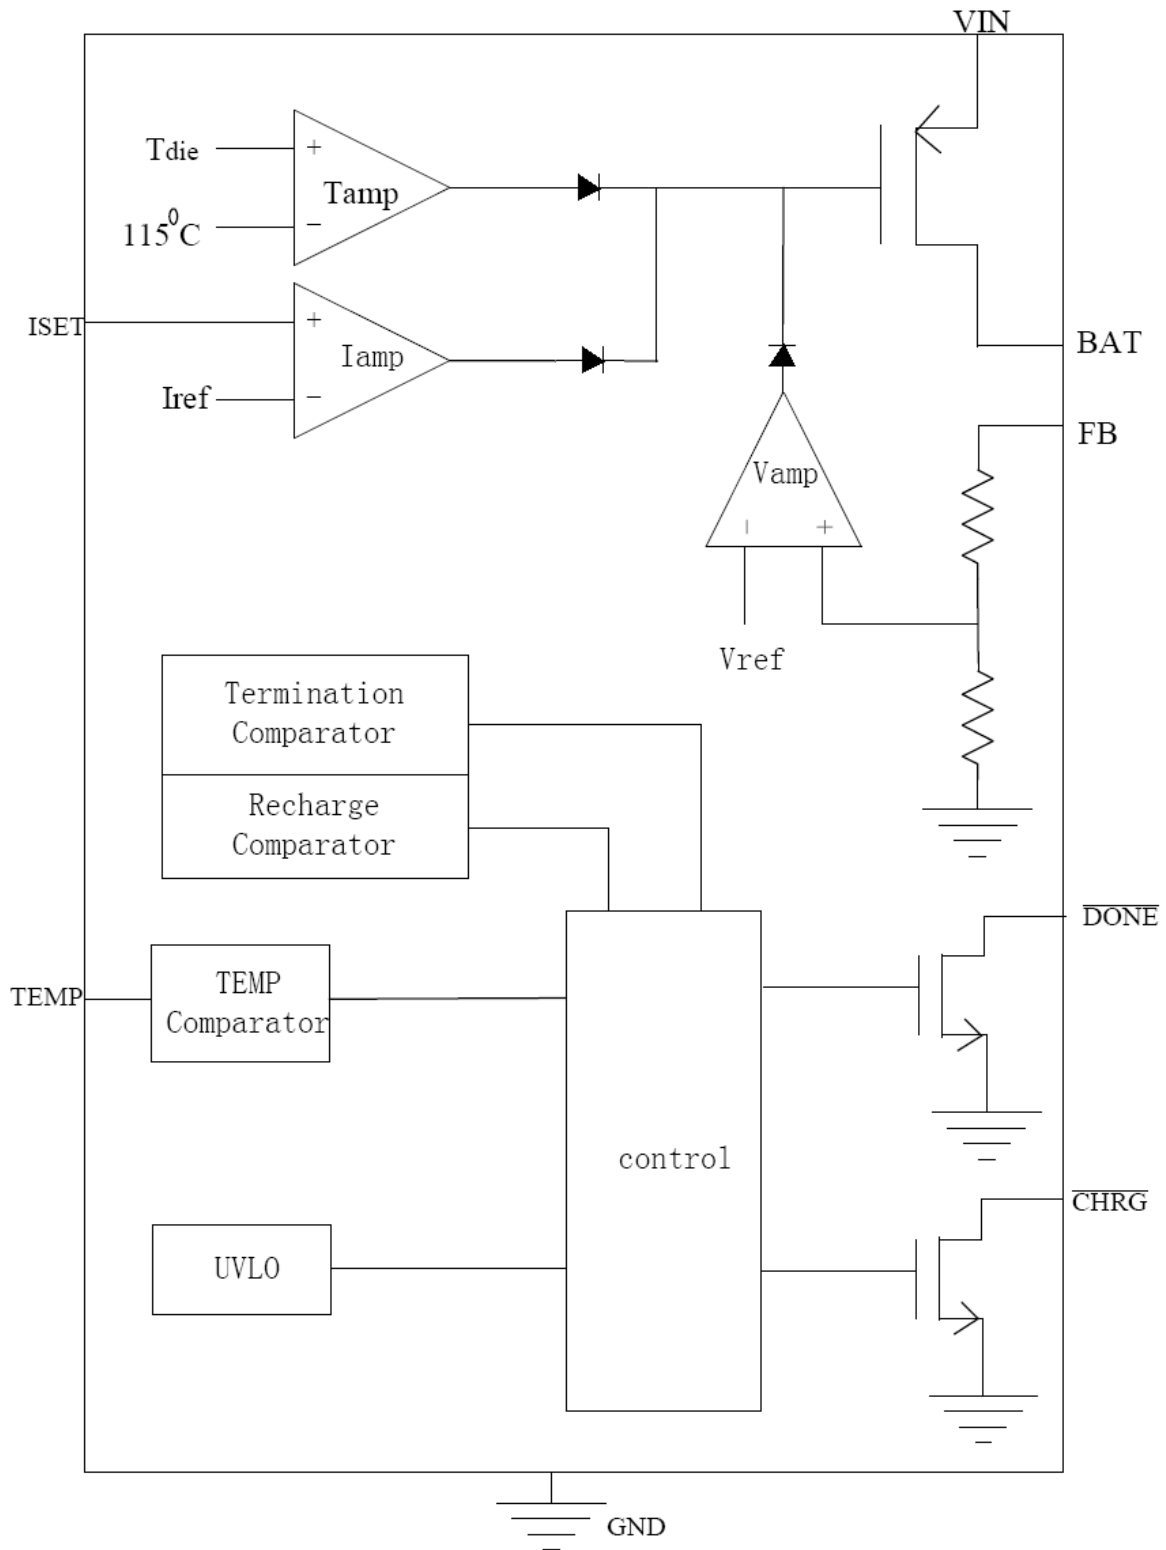 VIN
Tdie
+
Tamp
115⁰C
−
ISET
+
Iamp
Iref
−
BAT
FB
Vamp
− +
Vref
Termination
Comparator
Recharge
Comparator
DONE
TEMP
TEMP
Comparator
control
CHRG
UVLO
GND